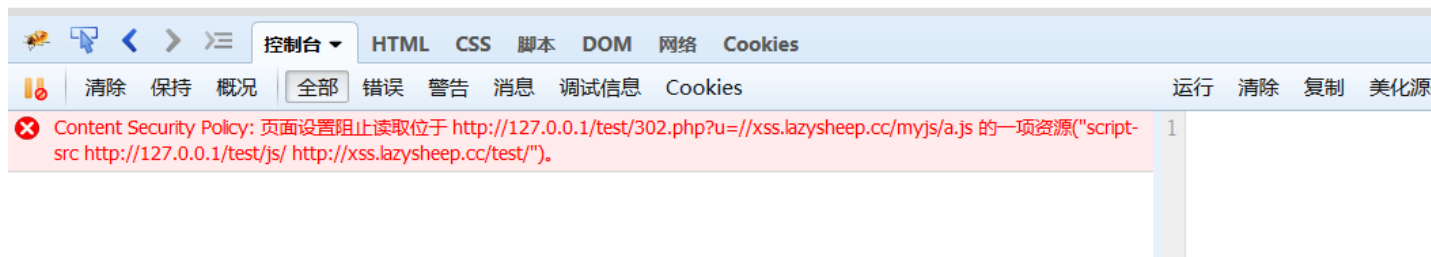 控制台 HTML CSS 脚本 DOM 网络 Cookies
清除 保持 概况 全部 错误 警告 消息 调试信息 Cookies 运行 清除 复制 美化源
Content Security Policy: 页面设置阻止读取位于 http://127.0.0.1/test/302.php?u=//xss.lazysheep.cc/myjs/a.js 的一项资源("script-
src http://127.0.0.1/test/js/ http://xss.lazysheep.cc/test/")。
1